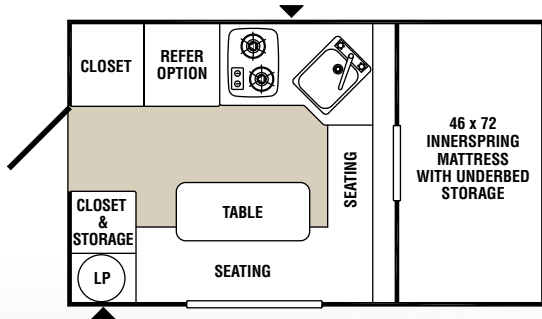 CLOSET
REFER
OPTION
46 x 72
INNERSPRING
MATTRESS
WITH UNDERBED
STORAGE
SEATING
CLOSET
&
STORAGE
TABLE
LP
SEATING